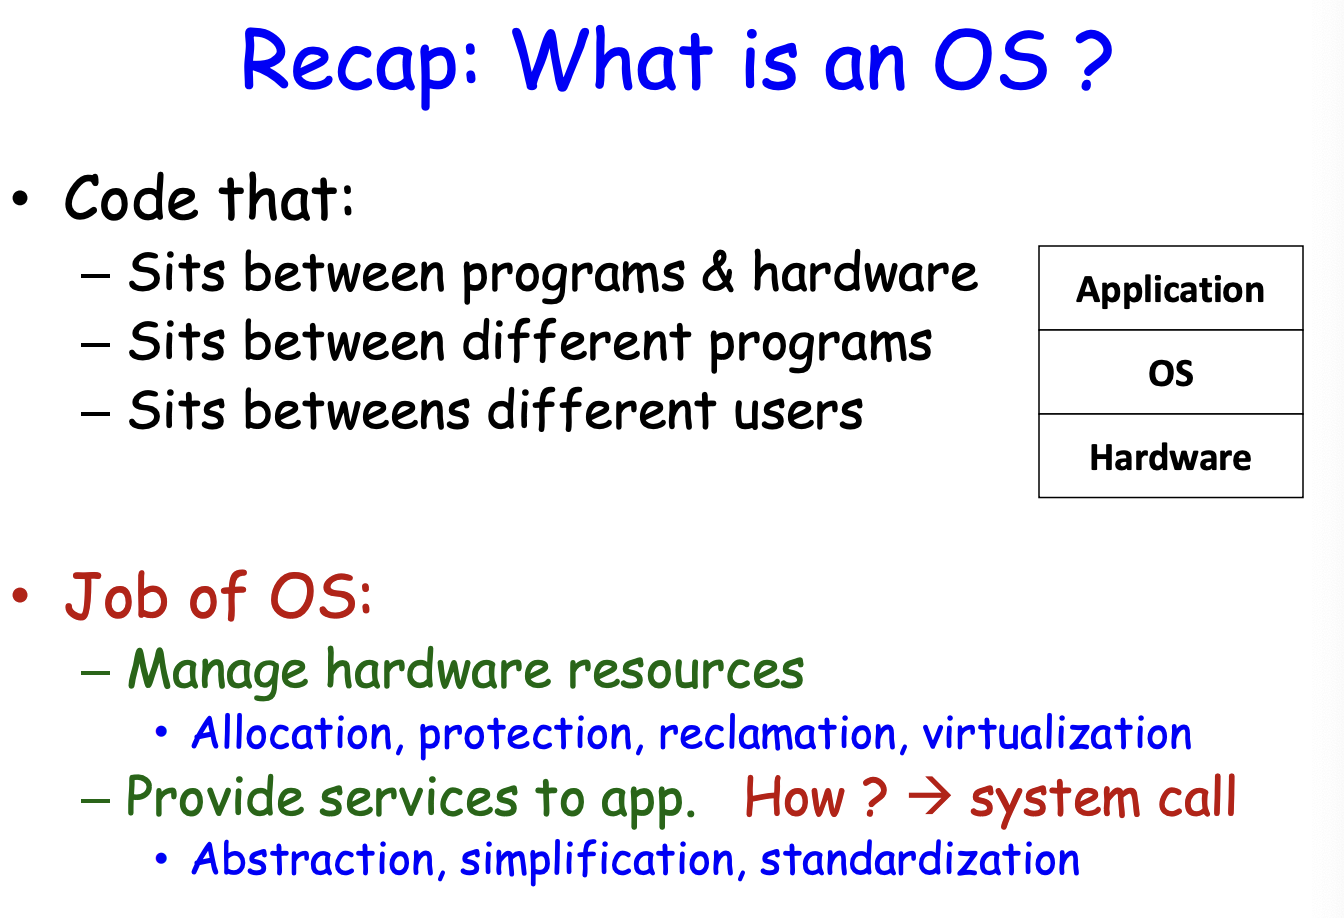 Recap: What is an OS ?
• Code that:
– Sits between programs & hardware
– Sits between different programs
– Sits betweens different users
Application
OS
Hardware
• Job of OS:
– Manage hardware resources
• Allocation, protection, reclamation, virtualization
– Provide services to app. How ? → system call
• Abstraction, simplification, standardization